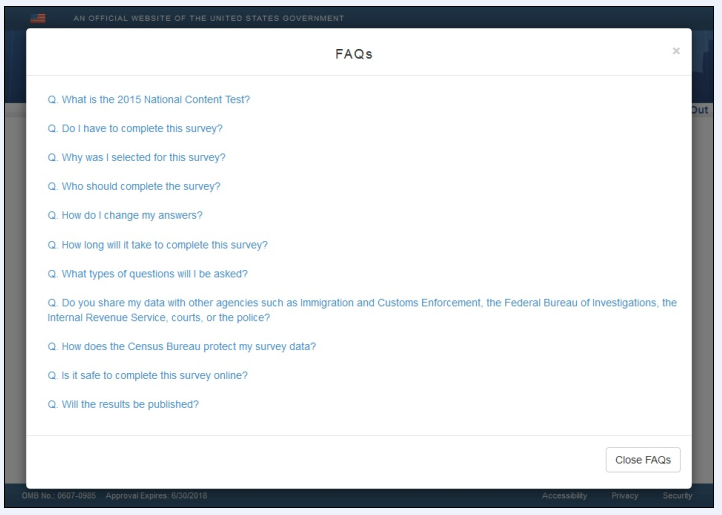 AN OFFICIAL WEBSITE OF THE UNITED STATES GOVERNMENT
FAQs
×
Out
Q. What is the 2015 National Content Test?
Q. Do I have to complete this survey?
Q. Why was I selected for this survey?
Q. Who should complete the survey?
Q. How do I change my answers?
Q. How long will it take to complete this survey?
Q. What types of questions will I be asked?
Q. Do you share my data with other agencies such as Immigration and Customs Enforcement, the Federal Bureau of Investigations, the
Internal Revenue Service, courts, or the police?
Q. How does the Census Bureau protect my survey data?
Q. Is it safe to complete this survey online?
Q. Will the results be published?
Close FAQs
OMB No.: 0607-0985 Approval Expires: 6/30/2018 Accessibility Privacy Security